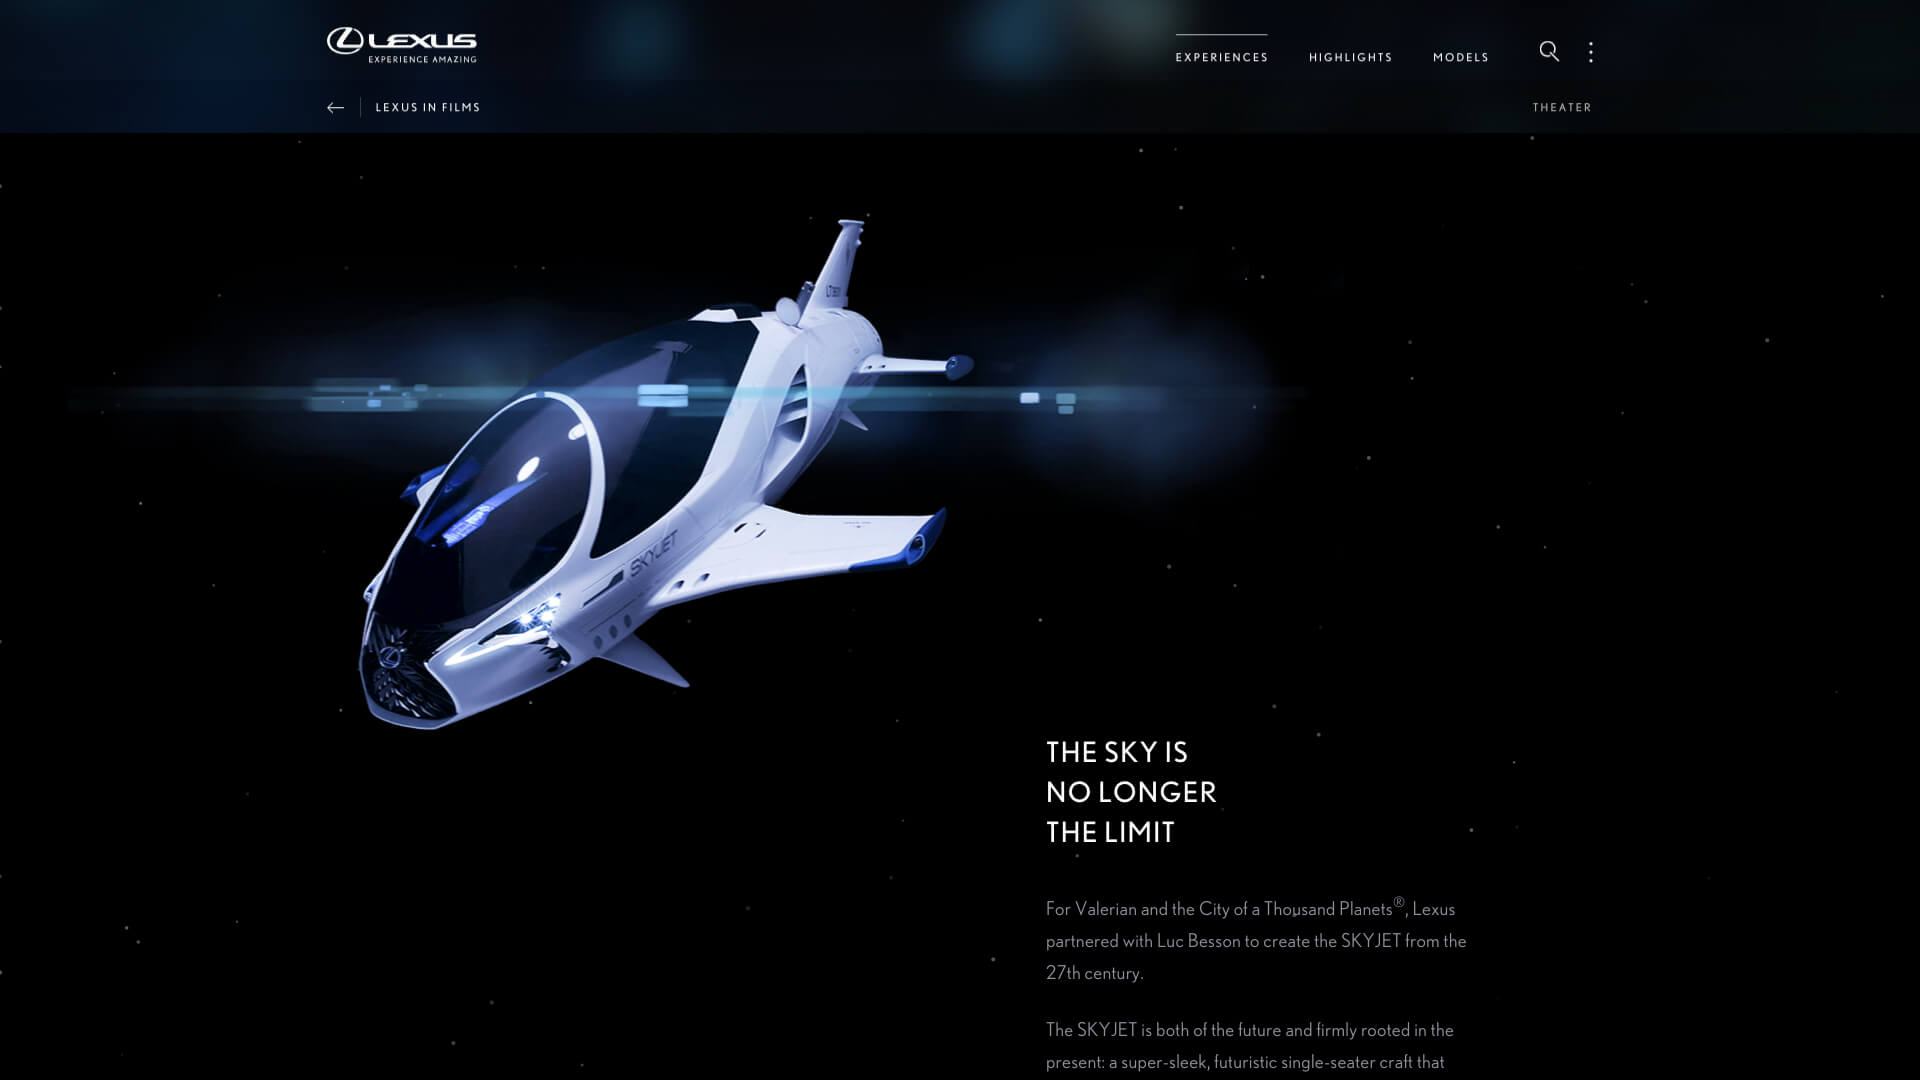 LEXUS
EXPERIENCE AMAZING
EXPERIENCES
HIGHLIGHTS
MODELS
LEXUS IN FILMS
THEATER
SKYJET
THE SKY IS
NO LONGER
THE LIMIT
For Valerian and the City of a Thousand Planets®, Lexus
partnered with Luc Besson to create the SKYJET from the
27th century.
The SKYJET is both of the future and firmly rooted in the
present: a super-sleek, futuristic single-seater craft that